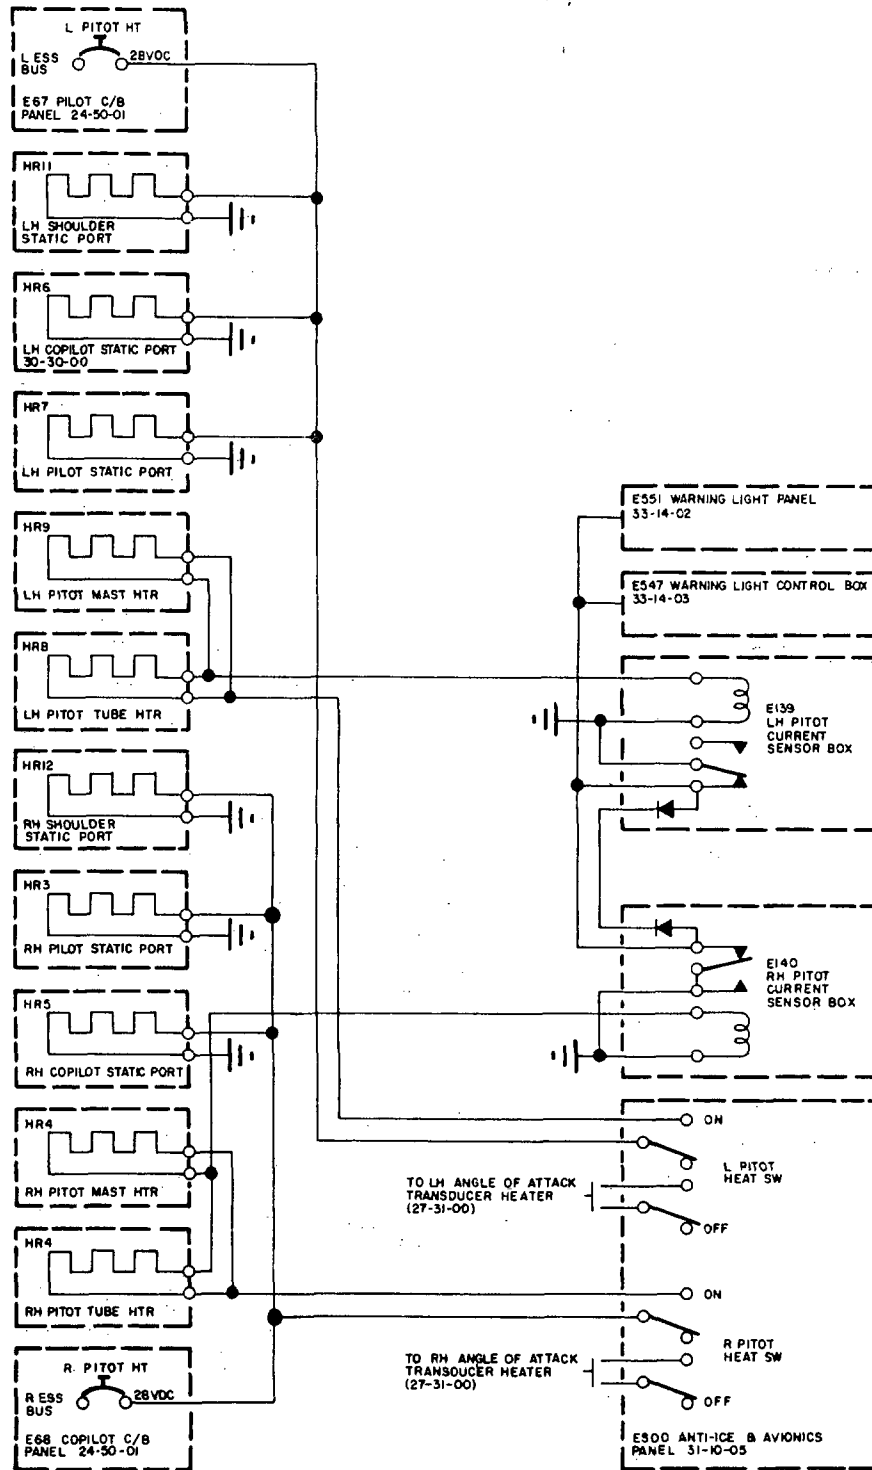 L PITOT HT
L ESS
BUS
28VDC
E67 PILOT C/B
PANEL 24-50-01
HR11
LH SHOULDER
STATIC PORT
HR6
LH COPILOT STATIC PORT
30-30-00
HR7
LH PILOT STATIC PORT
HR9
LH PITOT MAST HTR
HR8
LH PITOT TUBE HTR
HR12
RH SHOULDER
STATIC PORT
HR3
RH PILOT STATIC PORT
HR5
RH COPILOT STATIC PORT
HR4
RH PITOT MAST HTR
HR4
RH PITOT TUBE HTR
R PITOT HT
R ESS
BUS
28VDC
E68 COPILOT C/B
PANEL 24-50-01
E551 WARNING LIGHT PANEL
33-14-02
E547 WARNING LIGHT CONTROL BOX
33-14-03
E139
LH PITOT
CURRENT
SENSOR BOX
E140
RH PITOT
CURRENT
SENSOR BOX
ON
L PITOT
HEAT SW
TO LH ANGLE OF ATTACK
TRANSDUCER HEATER
(27-31-00)
OFF
ON
R PITOT
HEAT SW
TO RH ANGLE OF ATTACK
TRANSDUCER HEATER
(27-31-00)
OFF
E300 ANTI-ICE & AVIONICS
PANEL 31-10-05